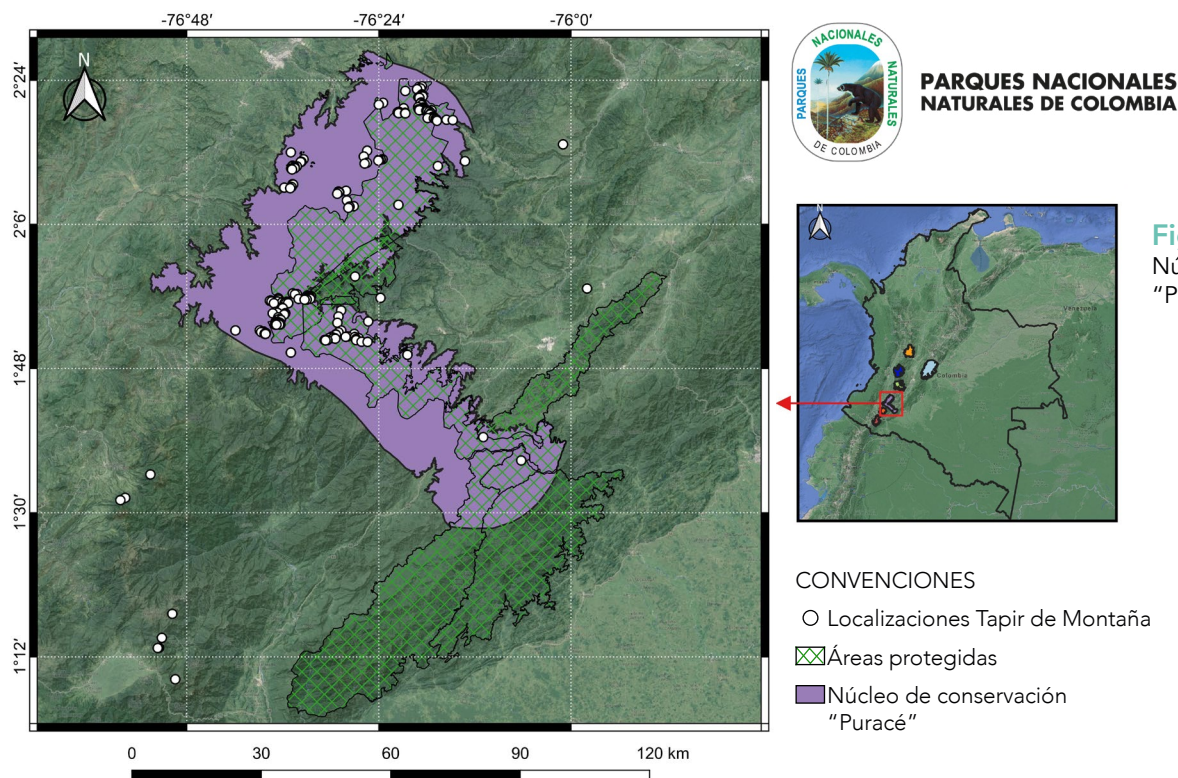 -76°48′ -76°24′ -76°0′
2°24′
2°6′
1°48′
1°30′
1°12′
N
0 30 60 90 120 km
PARQUES NACIONALES NATURALES DE COLOMBIA
PARQUES NACIONALES
NATURALES DE COLOMBIA
N
Venezuela
Colombia
Fi
Nú
“P
CONVENCIONES
Localizaciones Tapir de Montaña
Áreas protegidas
Núcleo de conservación
“Puracé”